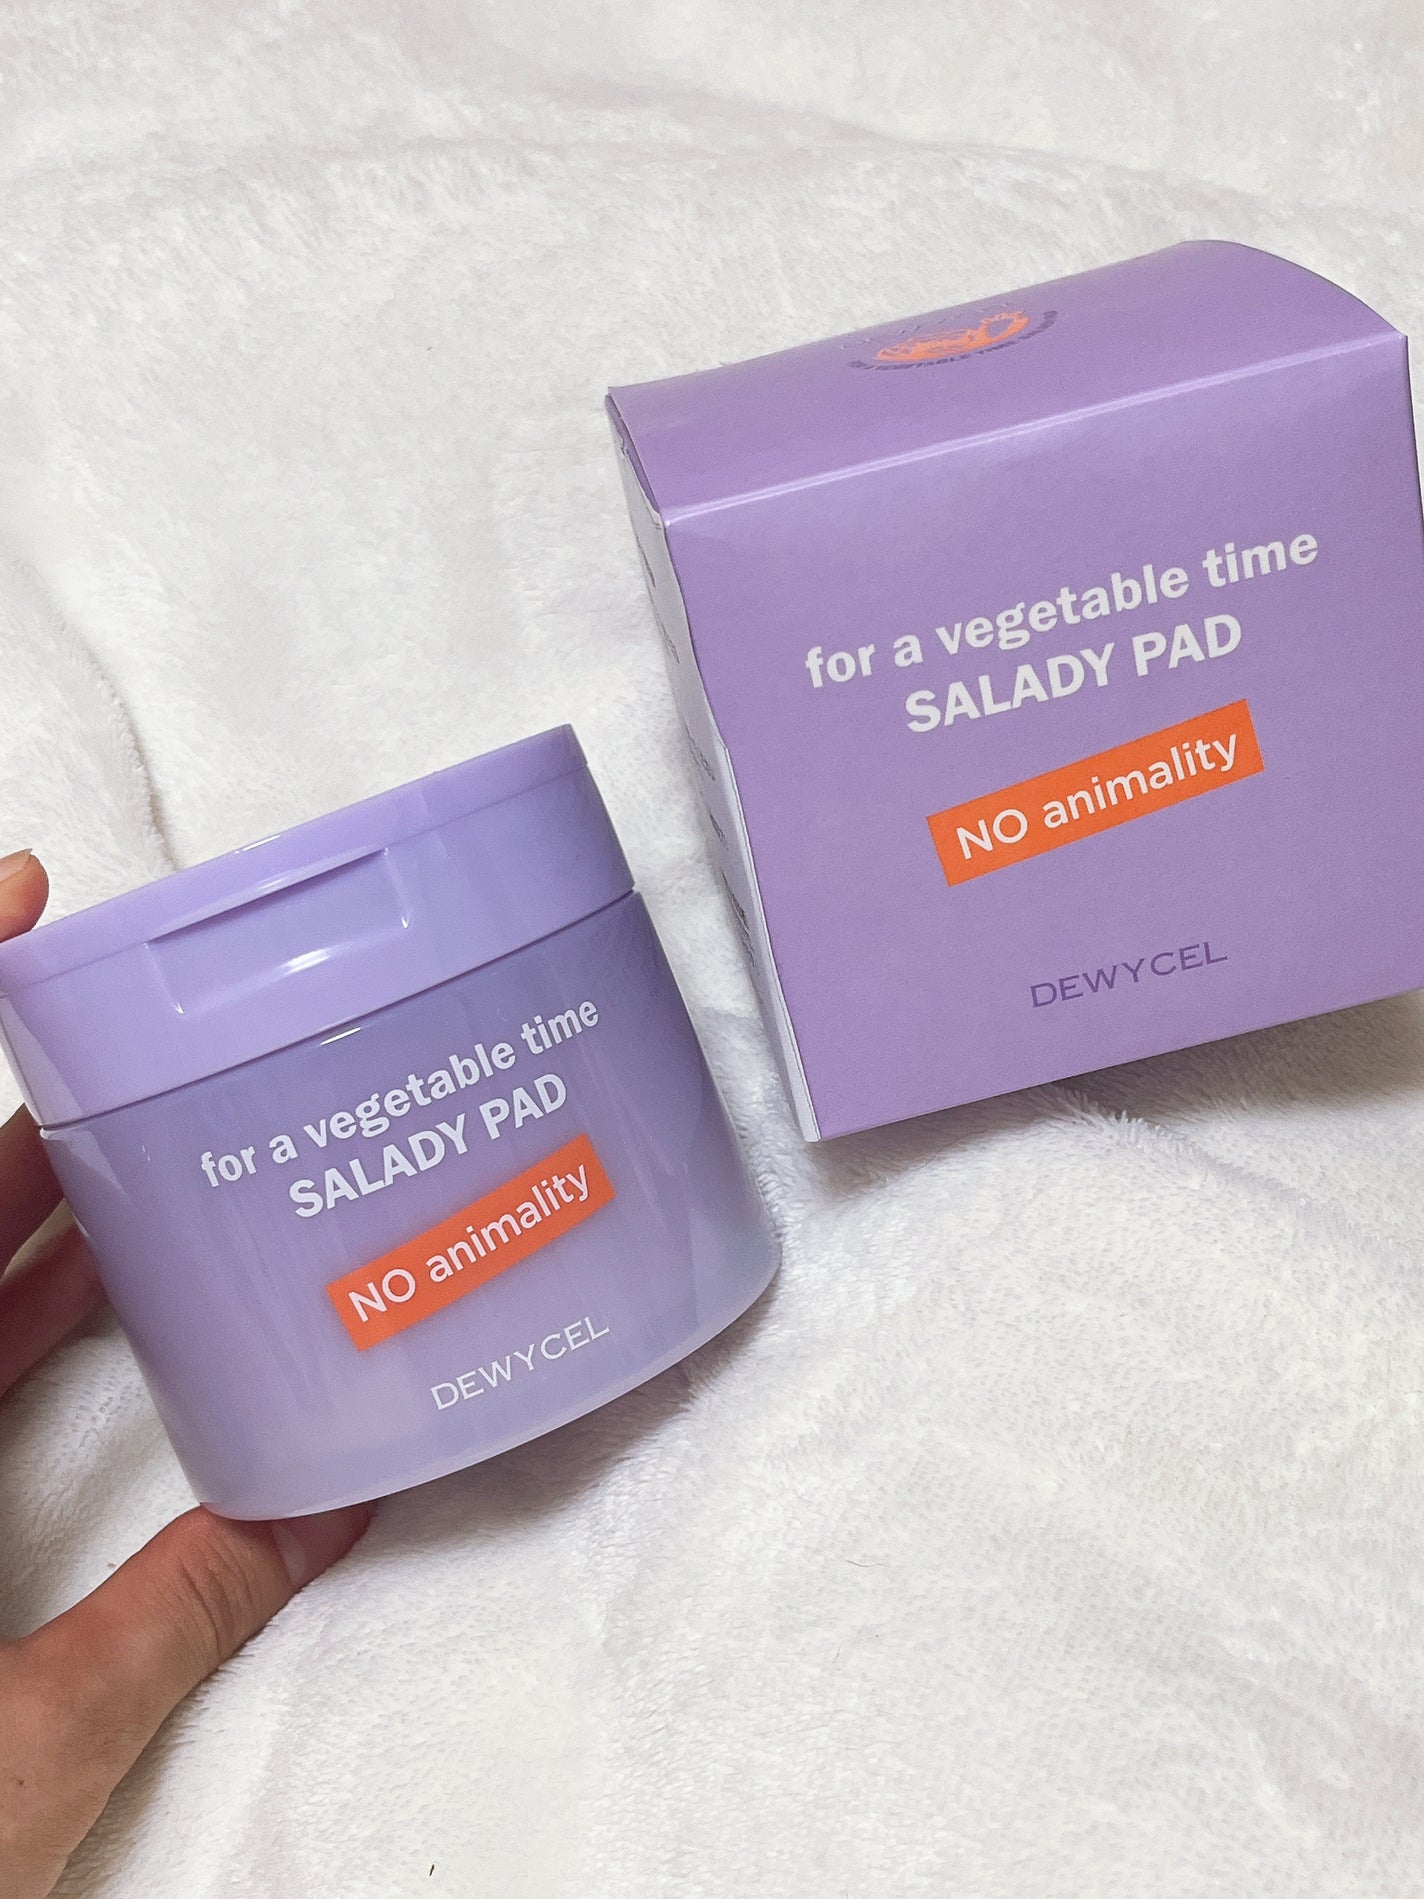 for a vegetable time
SALADY PAD
NO animality
DEWYCEL
for a vegetable time
SALADY PAD
NO animality
DEWYCEL